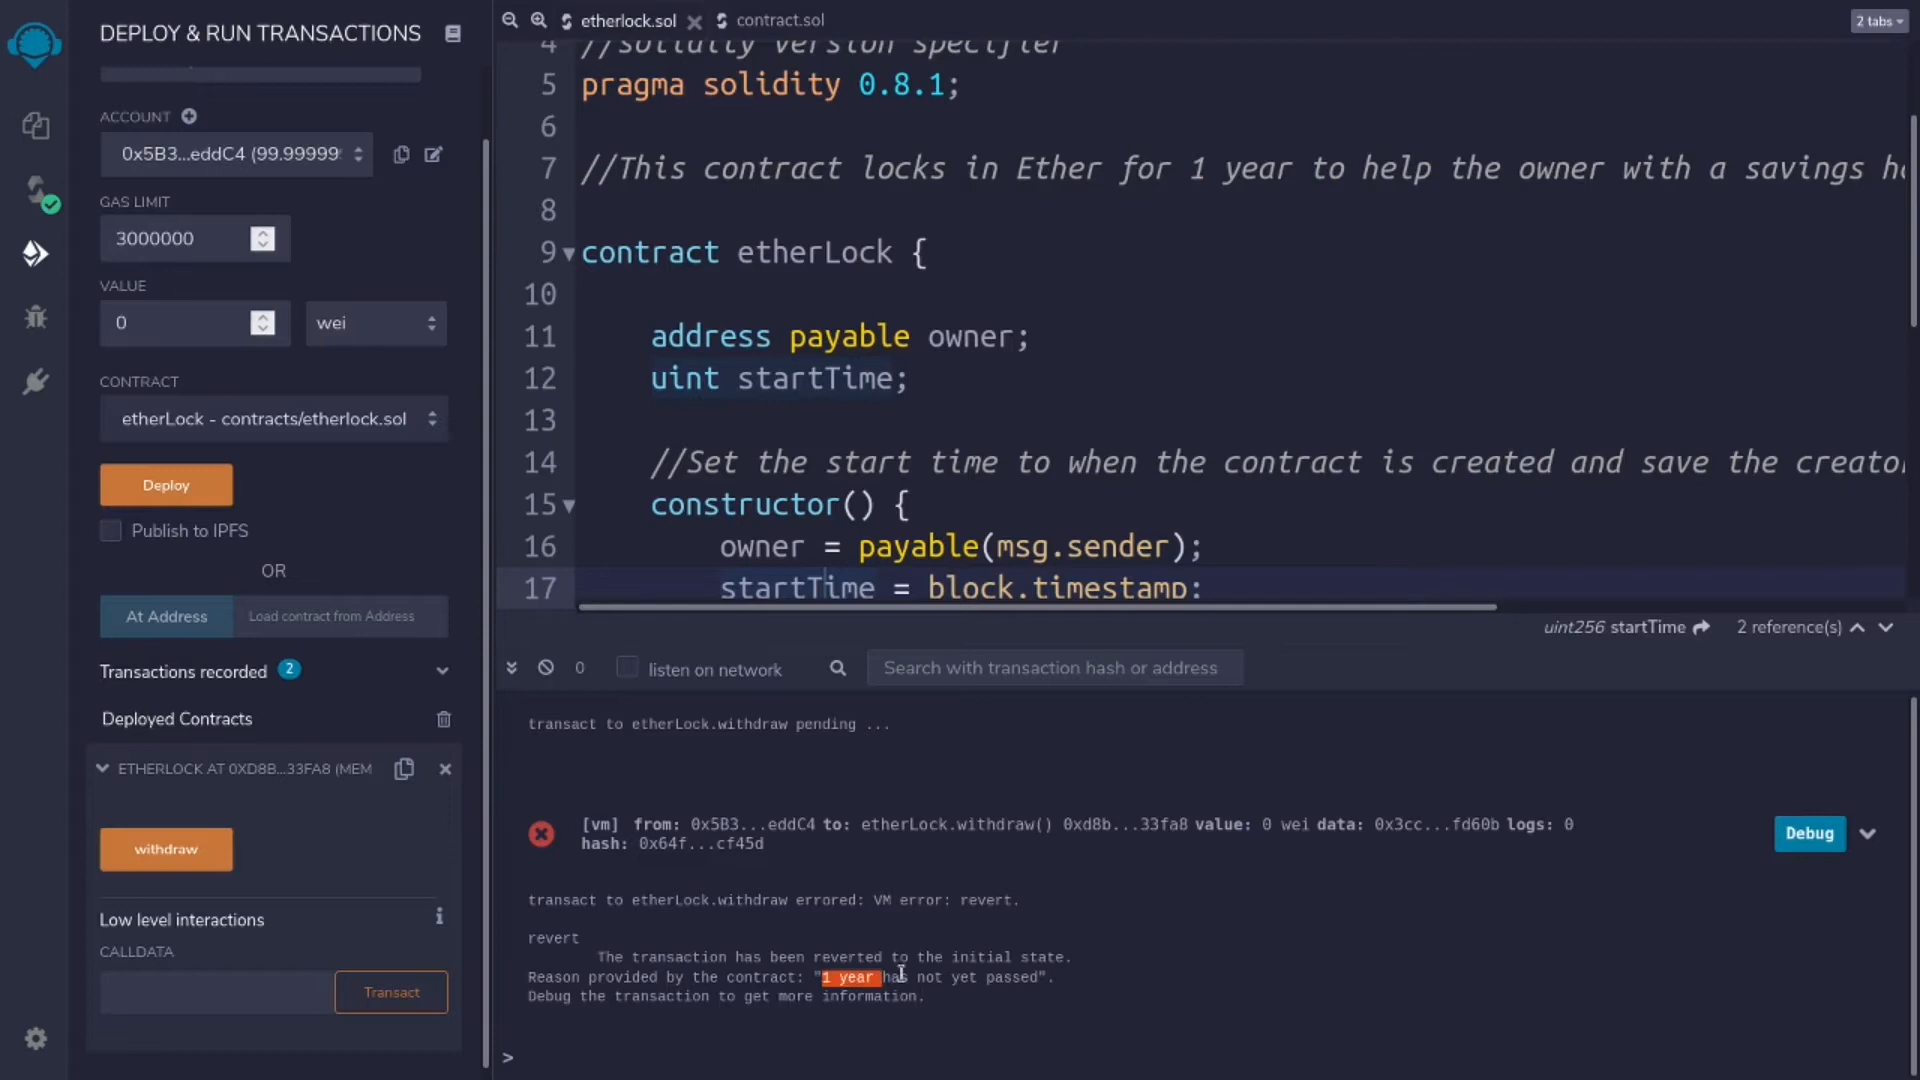 DEPLOY & RUN TRANSACTIONS
ACCOUNT
0x5B3...eddC4 (99.99999
GAS LIMIT
3000000
VALUE
0
wei
CONTRACT
etherLock - contracts/etherlock.sol
Deploy
Publish to IPFS
OR
At Address
Load contract from Address
Transactions recorded
2
Deployed Contracts
ETHERLOCK AT 0XD8B...33FA8 (MEM
withdraw
Low level interactions
i
CALLDATA
Transact
etherlock.sol
contract.sol
2 tabs
4 //solidity version specifier
5 pragma solidity 0.8.1;
6
7 //This contract locks in Ether for 1 year to help the owner with a savings
8
9 contract etherLock {
10
11 address payable owner;
12 uint startTime;
13
14 //Set the start time to when the contract is created and save the creato
15 constructor() {
16 owner = payable(msg.sender);
17 startTime = block.timestamp;
uint256 startTime 2 reference(s)
0
listen on network
Search with transaction hash or address
transact to etherLock.withdraw pending ...
[vm] from: 0x5B3...eddC4 to: etherLock.withdraw() 0xd8b...33fa8 value: 0 wei data: 0x3cc...fd60b logs: 0
hash: 0x64f...cf45d
Debug
transact to etherLock.withdraw errored: VM error: revert.
revert
The transaction has been reverted to the initial state.
Reason provided by the contract: "1 year has not yet passed".
Debug the transaction to get more information.
>